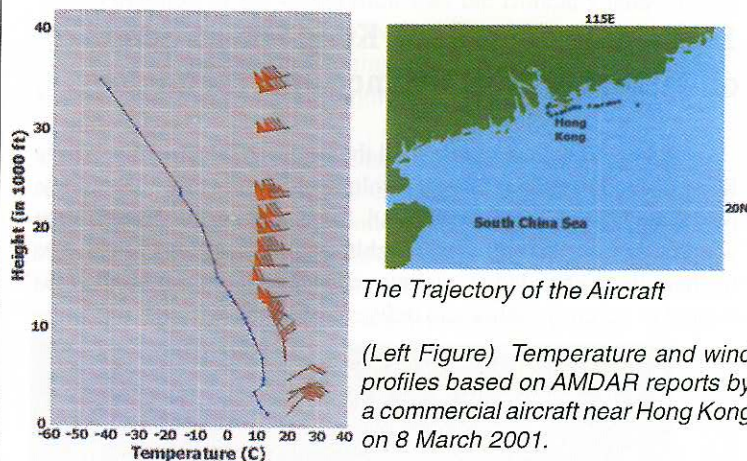 40
30
20
10
0
Height (in 1000 ft)
-60 -50 -40 -30 -20 -10 0 10 20 30 40
Temperature (C)
115E
Hong
Kong
20N
South China Sea
The Trajectory of the Aircraft
(Left Figure) Temperature and wind
profiles based on AMDAR reports by
a commercial aircraft near Hong Kong
on 8 March 2001.